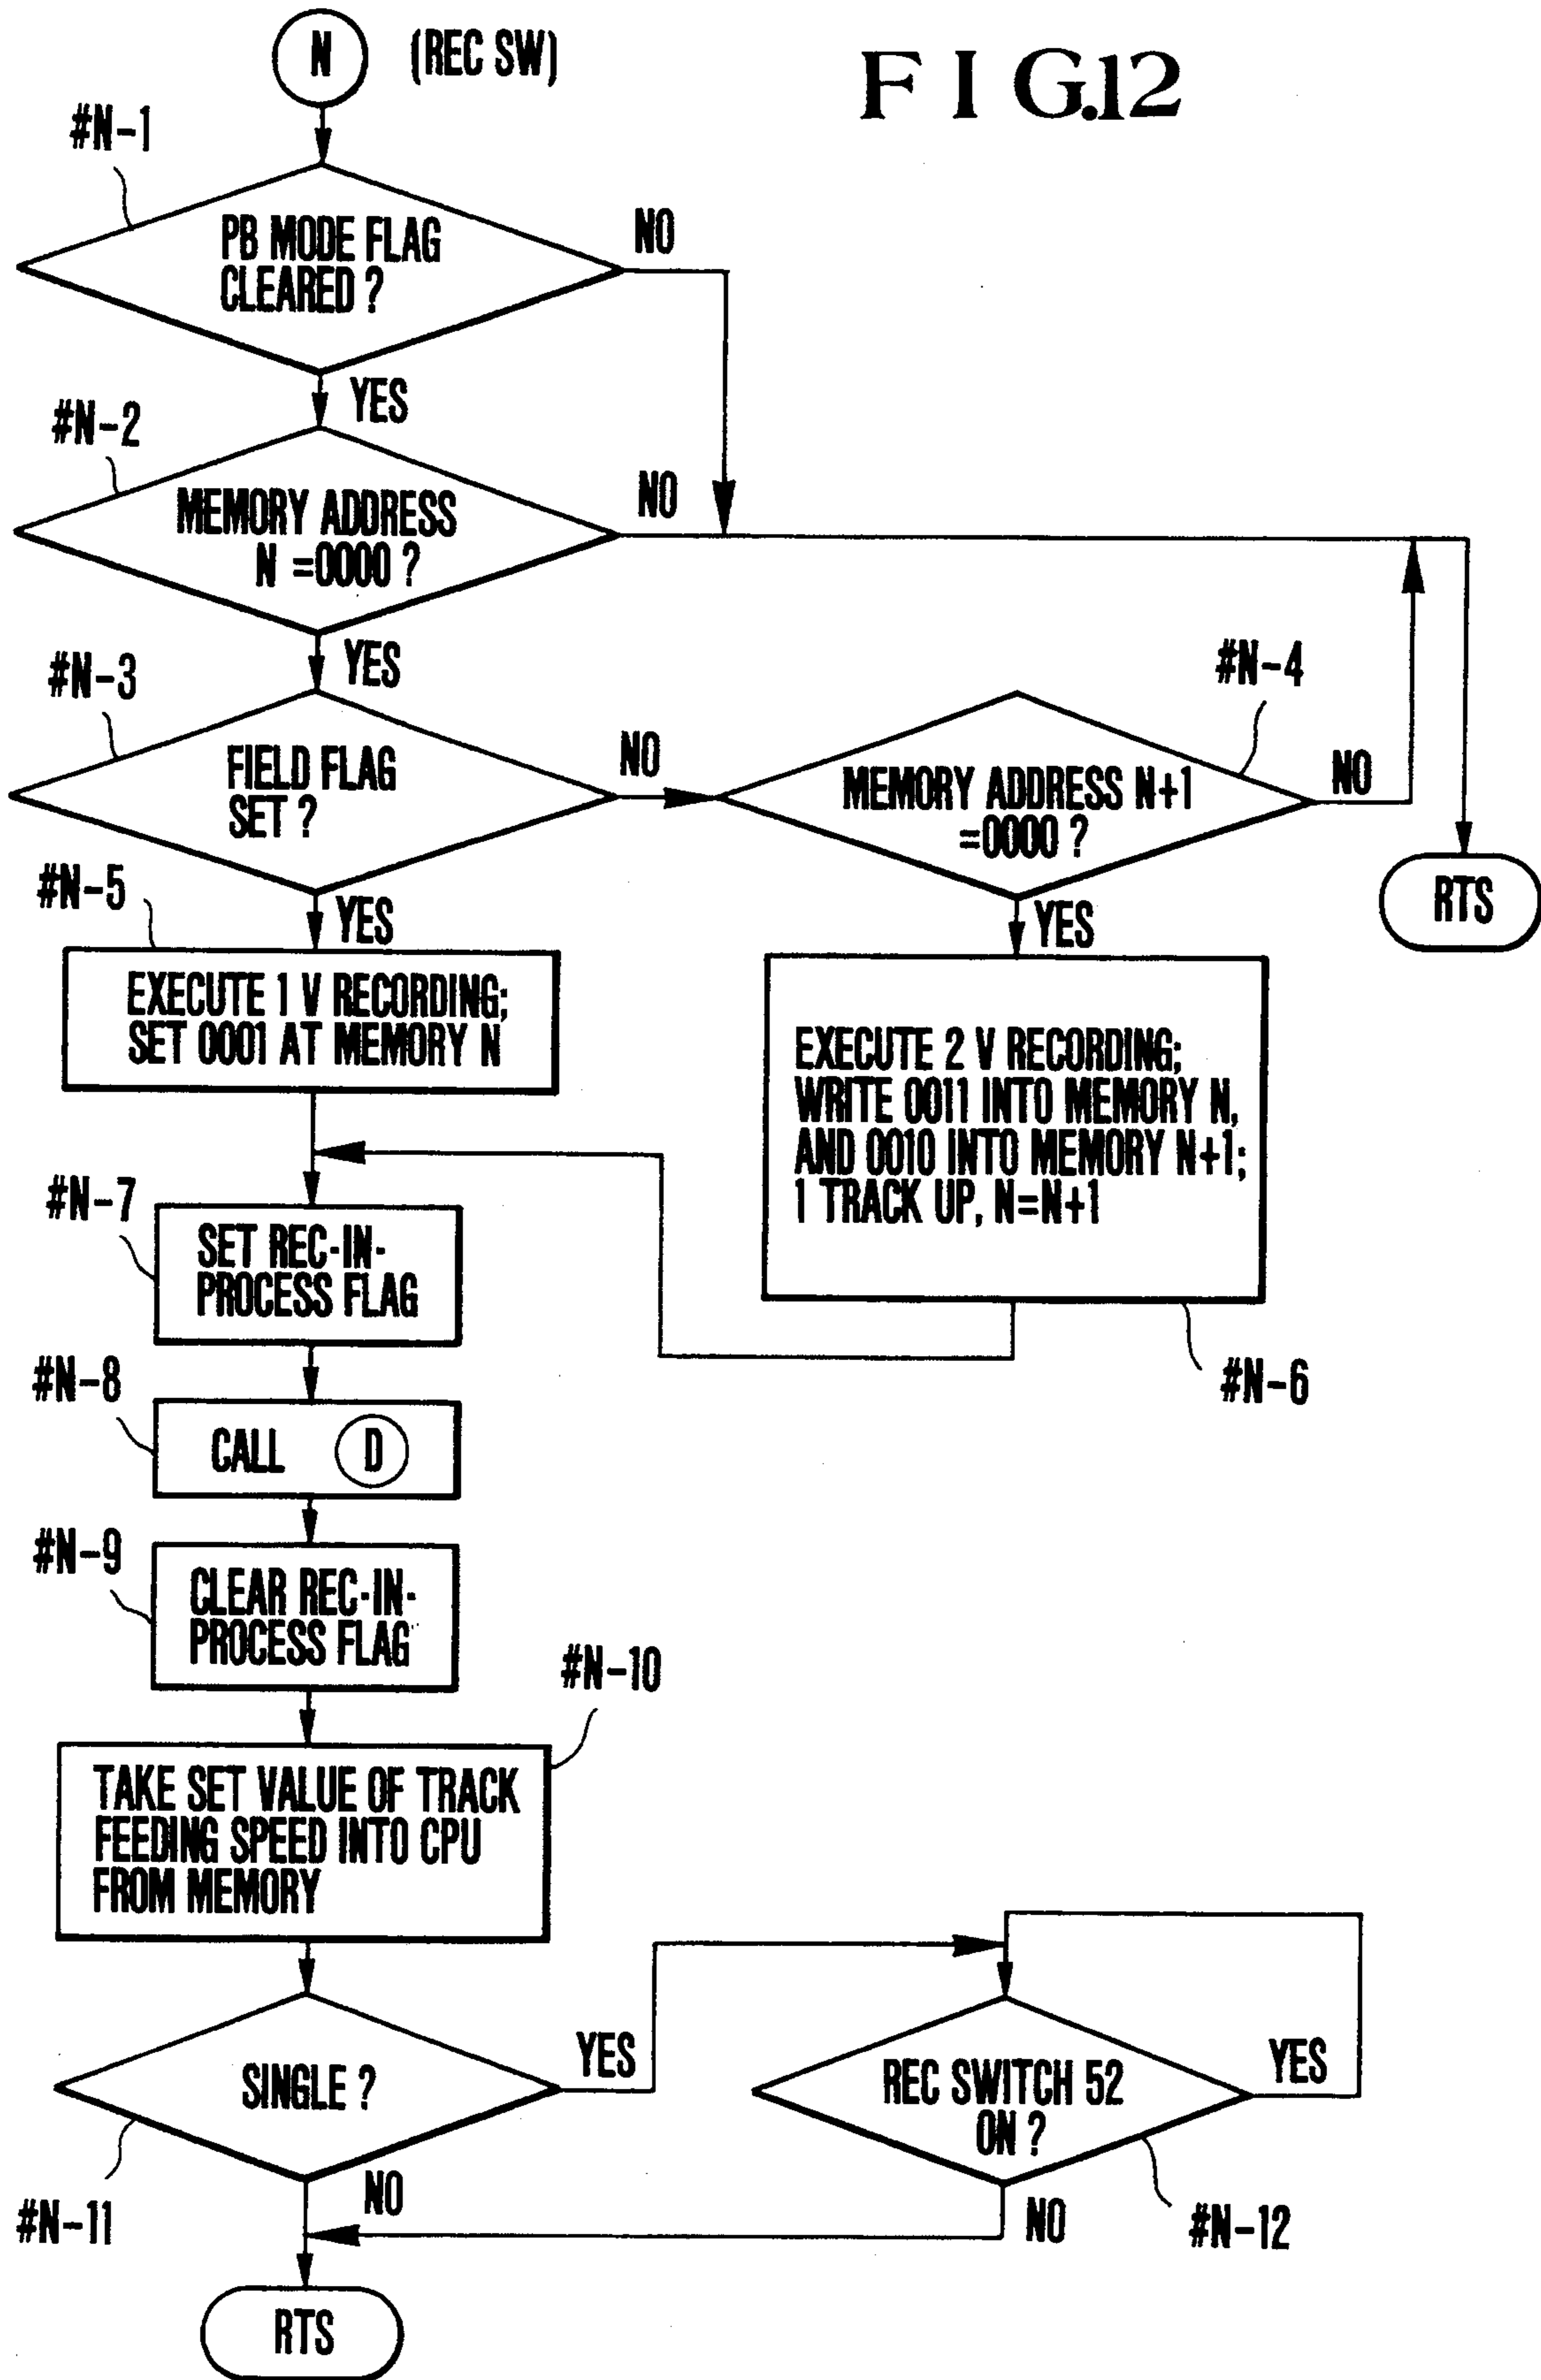 N (REC SW)
FIG.12
#N-1
PB MODE FLAG
CLEARED ?
NO
YES
#N-2
MEMORY ADDRESS
N =0000 ?
NO
YES
#N-3
FIELD FLAG
SET ?
NO
#N-4
MEMORY ADDRESS N+1
=0000 ?
NO
RTS
YES
YES
#N-5
EXECUTE 1 V RECORDING;
SET 0001 AT MEMORY N
EXECUTE 2 V RECORDING;
WRITE 0011 INTO MEMORY N,
AND 0010 INTO MEMORY N+1;
1 TRACK UP, N=N+1
#N-6
#N-7
SET REC-IN-
PROCESS FLAG
#N-8
CALL D
#N-9
CLEAR REC-IN-
PROCESS FLAG
#N-10
TAKE SET VALUE OF TRACK
FEEDING SPEED INTO CPU
FROM MEMORY
SINGLE ?
YES
#N-11
NO
REC SWITCH 52
ON ?
YES
NO
#N-12
RTS